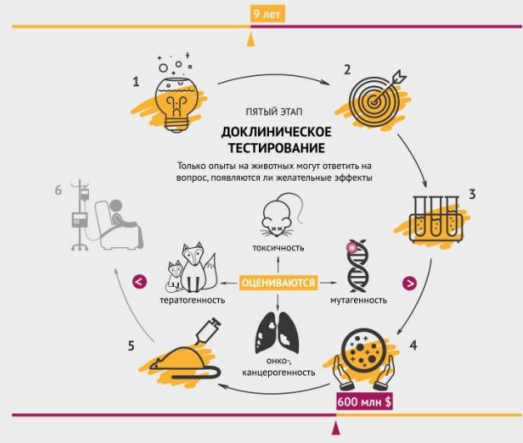 9 лет
1
2
ПЯТЫЙ ЭТАП
ДОКЛИНИЧЕСКОЕ
ТЕСТИРОВАНИЕ
Только опыты на животных могут ответить на
вопрос, появляются ли желательные эффекты
6
3
токсичность
ОЦЕНИВАЮТСЯ
<
>
тератогенность
мутагенность
5
4
онко-,
канцерогенность
600 млн $